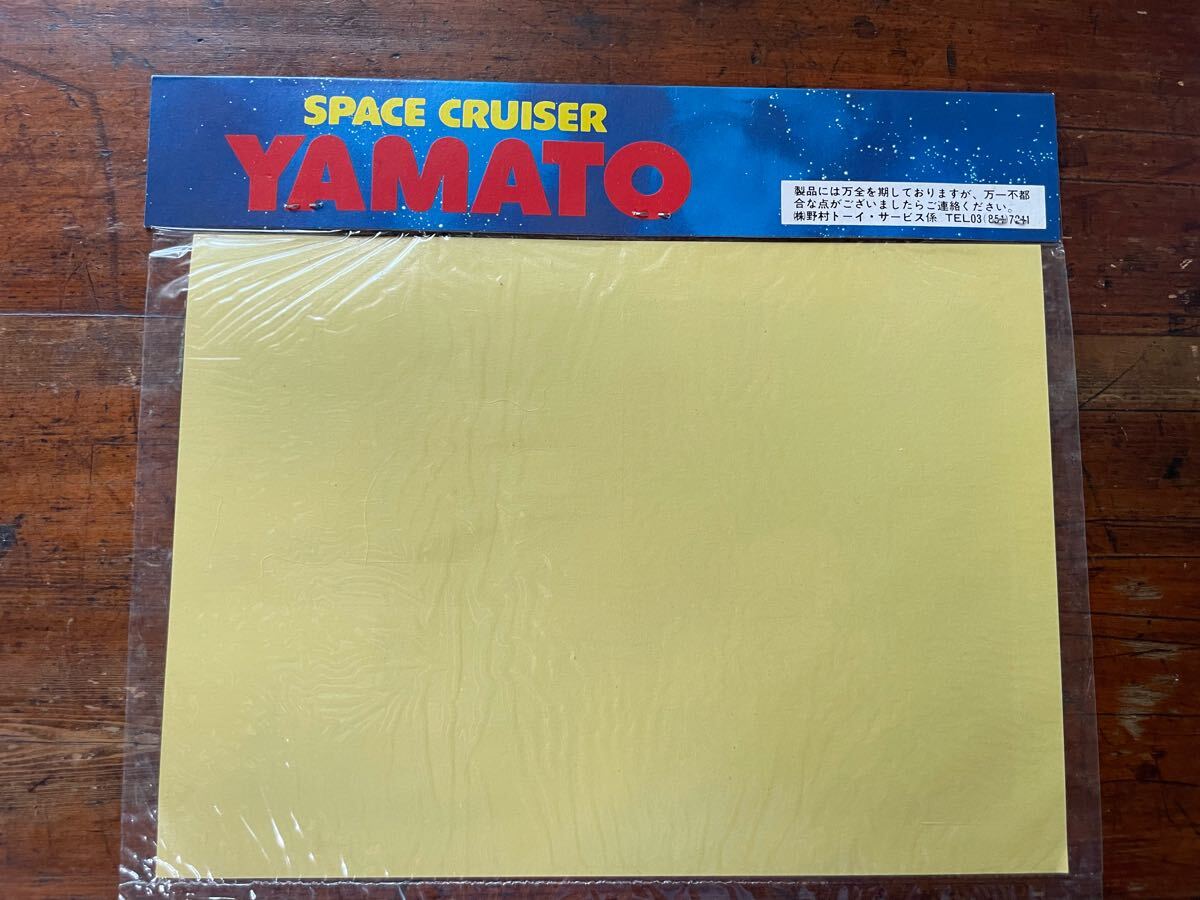 SPACE CRUISER
YAMATO
製品には万全を期しておりますが、万一不都
合な点がございましたらご連絡ください。
㈱野村トーイ・サービス係 TEL03(851)7241